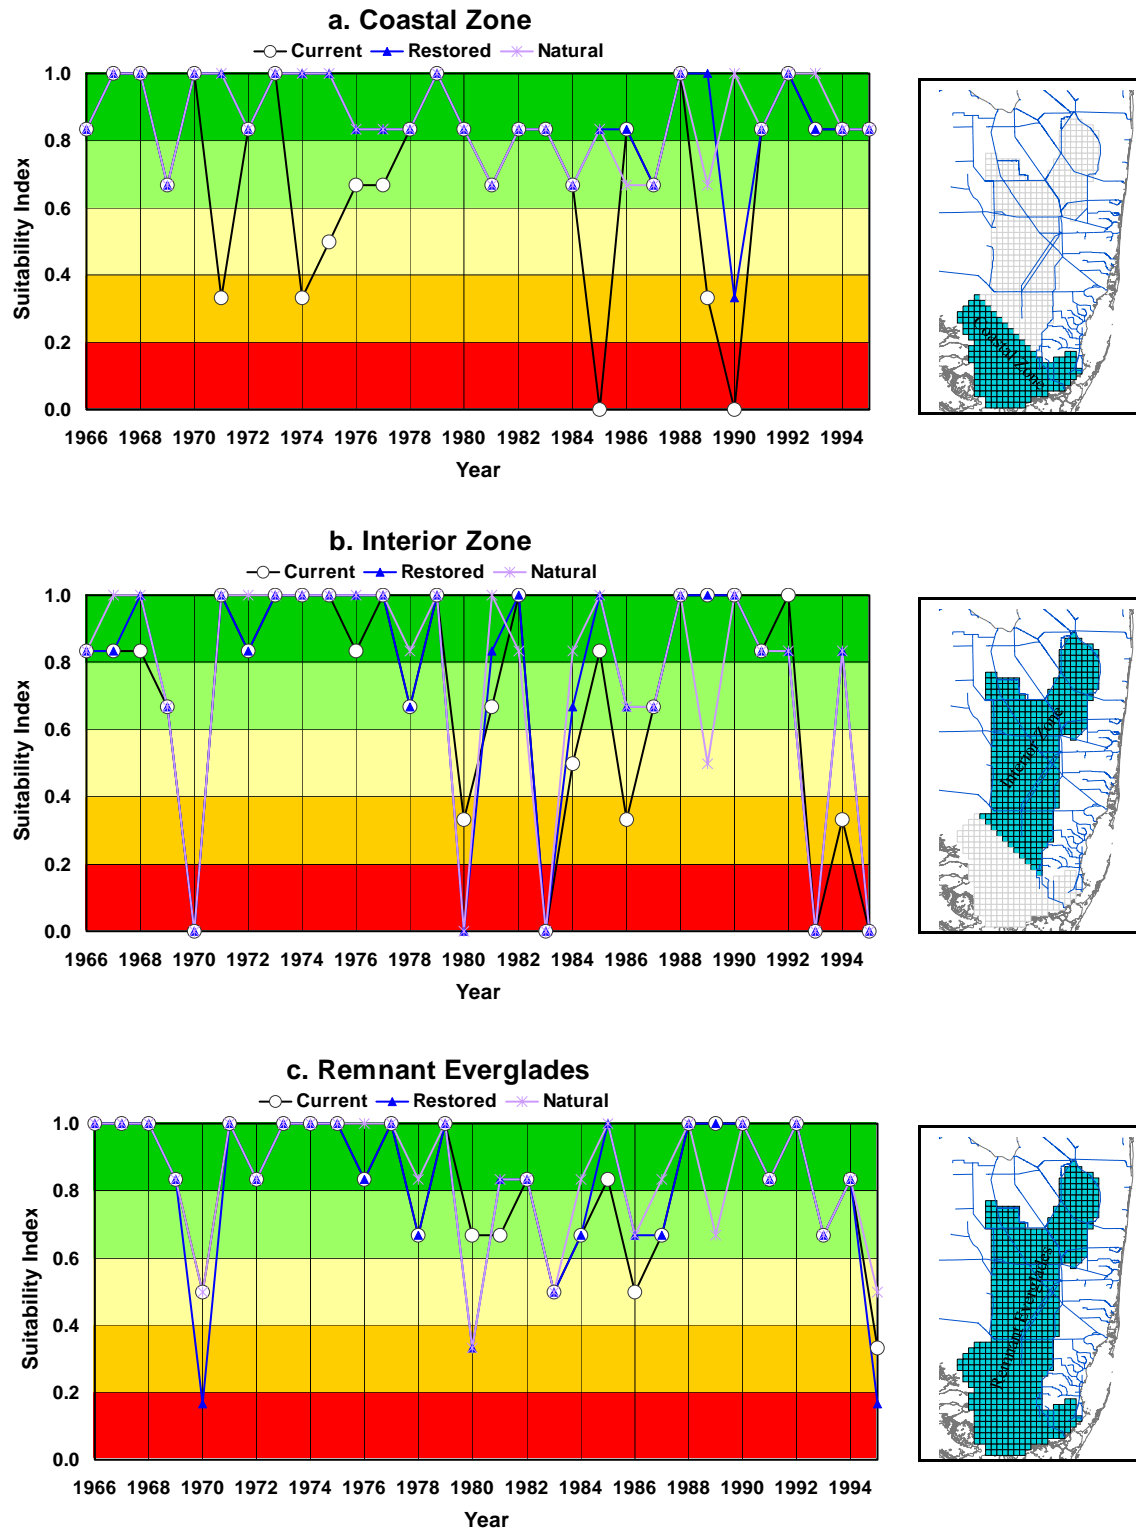 a. Coastal Zone
Current Restored Natural
1.0
0.8
0.6
0.4
0.2
0.0
Suitability Index
1966 1968 1970 1972 1974 1976 1978 1980 1982 1984 1986 1988 1990 1992 1994
Year
Coastal Zone
b. Interior Zone
Current Restored Natural
1.0
0.8
0.6
0.4
0.2
0.0
Suitability Index
1966 1968 1970 1972 1974 1976 1978 1980 1982 1984 1986 1988 1990 1992 1994
Year
Interior Zone
c. Remnant Everglades
Current Restored Natural
1.0
0.8
0.6
0.4
0.2
0.0
Suitability Index
1966 1968 1970 1972 1974 1976 1978 1980 1982 1984 1986 1988 1990 1992 1994
Year
Remnant Everglades